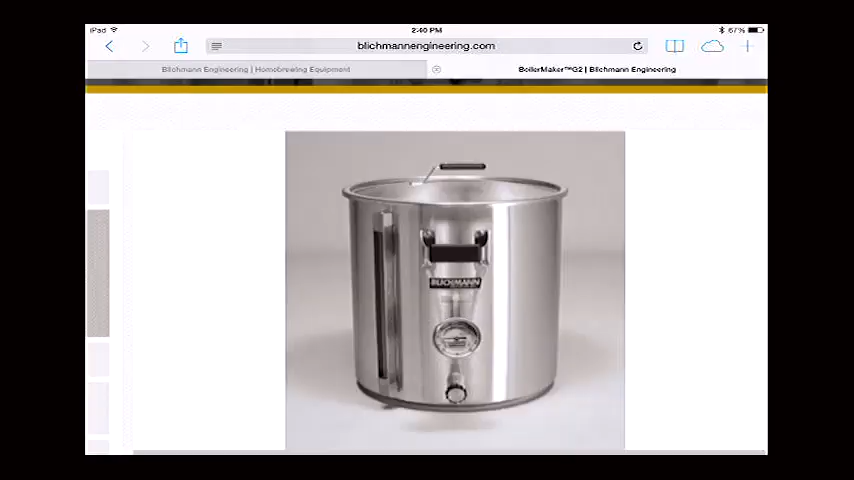 iPad
2:40 PM
67%
blichmannengineering.com
Blichmann Engineering | Homebrewing Equipment
BoilerMaker™G2 | Blichmann Engineering
BLICHMANN